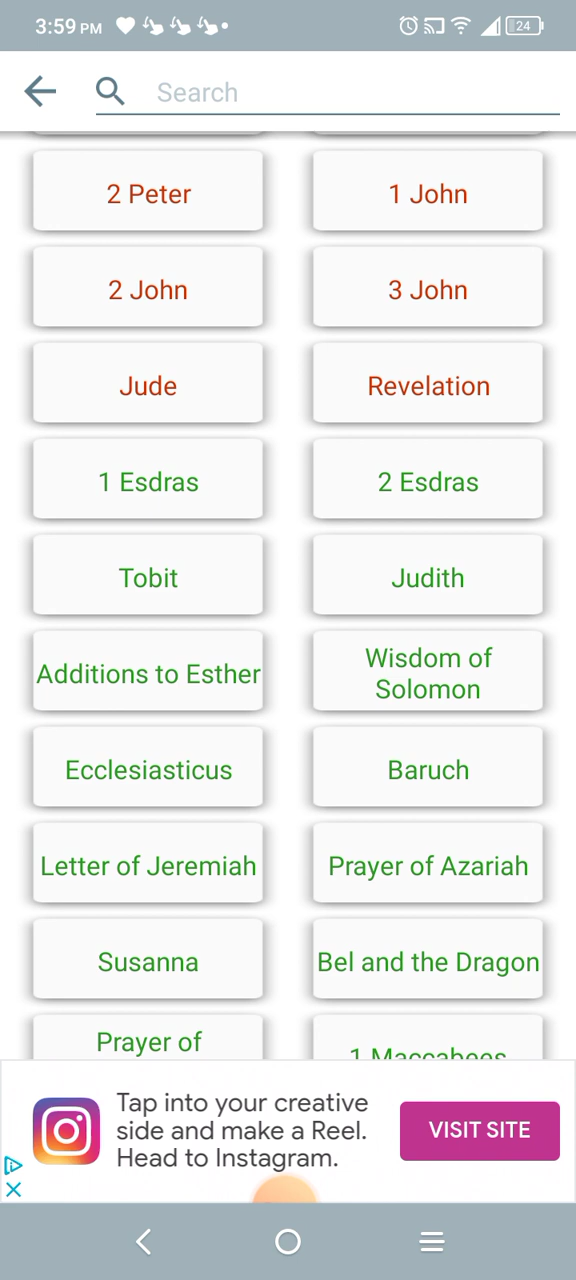 3:59 PM
24
Search
2 Peter
1 John
2 John
3 John
Jude
Revelation
1 Esdras
2 Esdras
Tobit
Judith
Additions to Esther
Wisdom of
Solomon
Ecclesiasticus
Baruch
Letter of Jeremiah
Prayer of Azariah
Susanna
Bel and the Dragon
Prayer of
1 Maccabees
Tap into your creative
side and make a Reel.
Head to Instagram.
VISIT SITE